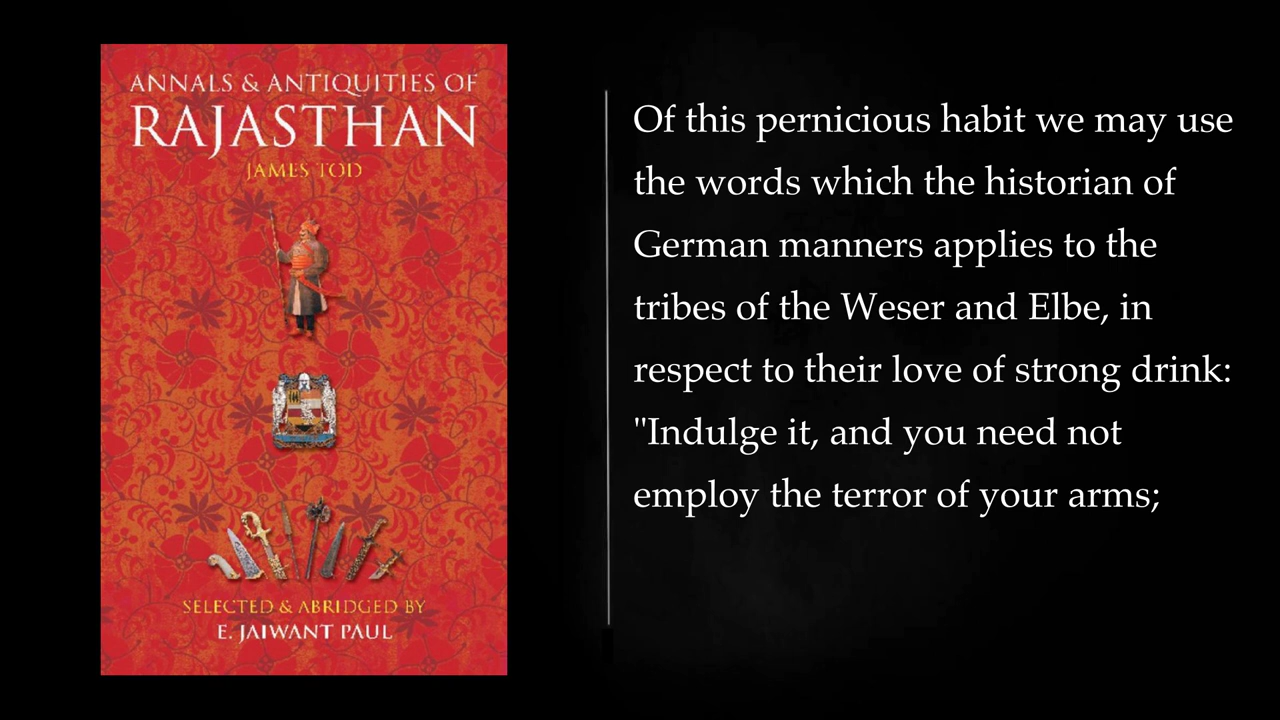 ANNALS & ANTIQUITIES OF
RAJASTHAN
JAMES TOD
SELECTED & ABRIDGED BY
E. JAIWANT PAUL
Of this pernicious habit we may use
the words which the historian of
German manners applies to the
tribes of the Weser and Elbe, in
respect to their love of strong drink:
"Indulge it, and you need not
employ the terror of your arms;